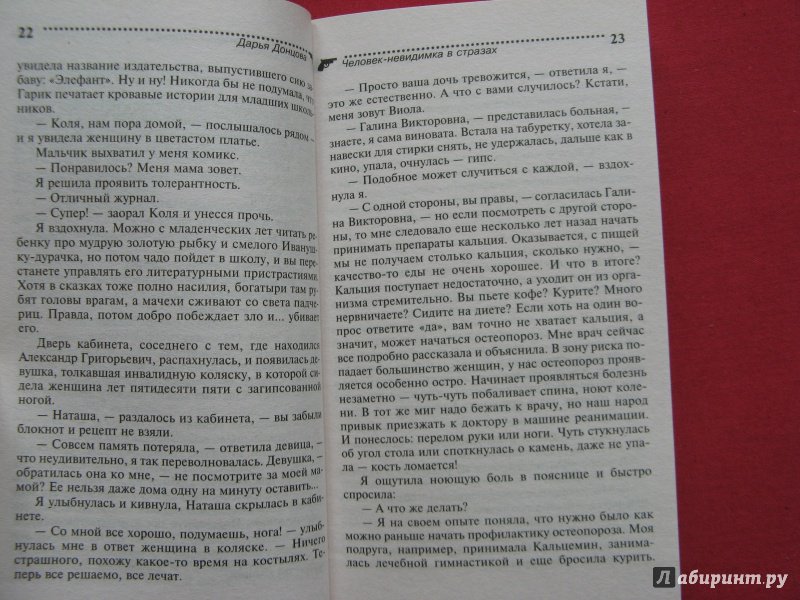 22
Дарья Донцова
увидела название издательства, выпустившего сию за-
баву: «Элефант». Ну и ну! Никогда бы не подумала, что
Гарик печатает кровавые истории для младших школь-
ников.
— Коля, нам пора домой, — послышалось рядом —
и я увидела женщину в цветастом платье.
Мальчик выхватил у меня комикс.
— Понравилось? Меня мама зовет.
Я решила проявить толерантность.
— Отличный журнал.
— Супер! — заорал Коля и унесся прочь.
Я вздохнула. Можно с младенческих лет читать ре-
бенку про мудрую золотую рыбку и смелого Ивануш-
ку-дурачка, но потом чадо пойдет в школу, и вы пере-
станете управлять его литературными пристрастиями.
Хотя в сказках тоже полно насилия, богатыри там ру-
бят головы врагам, а мачехи сживают со света падче-
риц. Правда, потом добро побеждает зло и... убивает
его.
Дверь кабинета, соседнего с тем, где находился
Александр Григорьевич, распахнулась, и появилась де-
вушка, толкавшая инвалидную коляску, в которой си-
дела женщина лет пятидесяти пяти с загипсованной
ногой.
— Наташа, — раздалось из кабинета, — вы забыли
блокнот и рецепт не взяли.
— Совсем память потеряла, — ответила девица, —
что неудивительно, я так переволновалась. Девушка, —
обратилась она ко мне, — не посмотрите за моей ма-
мой? Ее нельзя даже дома одну на минуту оставить...
Я улыбнулась и кивнула, Наташа скрылась в каби-
нете.
— Со мной все хорошо, подумаешь, нога! — улыб-
нулась мне в ответ женщина в коляске. — Ничего
страшного, похожу какое-то время на костылях. Те-
перь все решаемо, все лечат.
Человек-невидимка в стразах
23
— Просто ваша дочь тревожится, — ответила я, —
это же естественно. А что с вами случилось? Кстати,
меня зовут Виола.
— Галина Викторовна, — представилась больная, —
знаете, я сама виновата. Встала на табуретку, хотела за-
навески для стирки снять, не удержалась, дальше как в
кино, упала, очнулась — гипс.
— Подобное может случиться с каждой, — вздох-
нула я.
— С одной стороны, вы правы, — согласилась Гали-
на Викторовна, — но если посмотреть с другой сторо-
ны, то мне следовало еще несколько лет назад начать
принимать препараты кальция. Оказывается, с пищей
мы не получаем столько кальция, сколько нужно, —
качество-то еды не очень хорошее. И что в итоге?
Кальция поступает недостаточно, а уходит он из орга-
низма стремительно. Вы пьете кофе? Курите? Много
нервничаете? Сидите на диете? Если хоть на один во-
прос ответите «да», вам точно не хватает кальция, а
значит, может начаться остеопороз. Мне врач сейчас
все подробно рассказала и объяснила. В зону риска по-
падает большинство женщин, у нас остеопороз прояв-
ляется особенно остро. Начинает проявляться болезнь
незаметно — чуть-чуть побаливает спина, ноют коле-
ни. В тот же миг надо бежать к врачу, но наш народ
привык приезжать к доктору в машине реанимации.
И понеслось: перелом руки или ноги. Чуть стукнулась
об угол стола или споткнулась о камень, даже не упа-
ла — кость ломается!
Я ощутила ноющую боль в пояснице и быстро
спросила:
— А что же делать?
— Я на своем опыте поняла, что нужно было как
можно раньше начать профилактику остеопороза. Моя
подруга, например, принимала Кальцемин, занима-
лась лечебной гимнастикой и еще бросила курить.
Лабиринт.ру